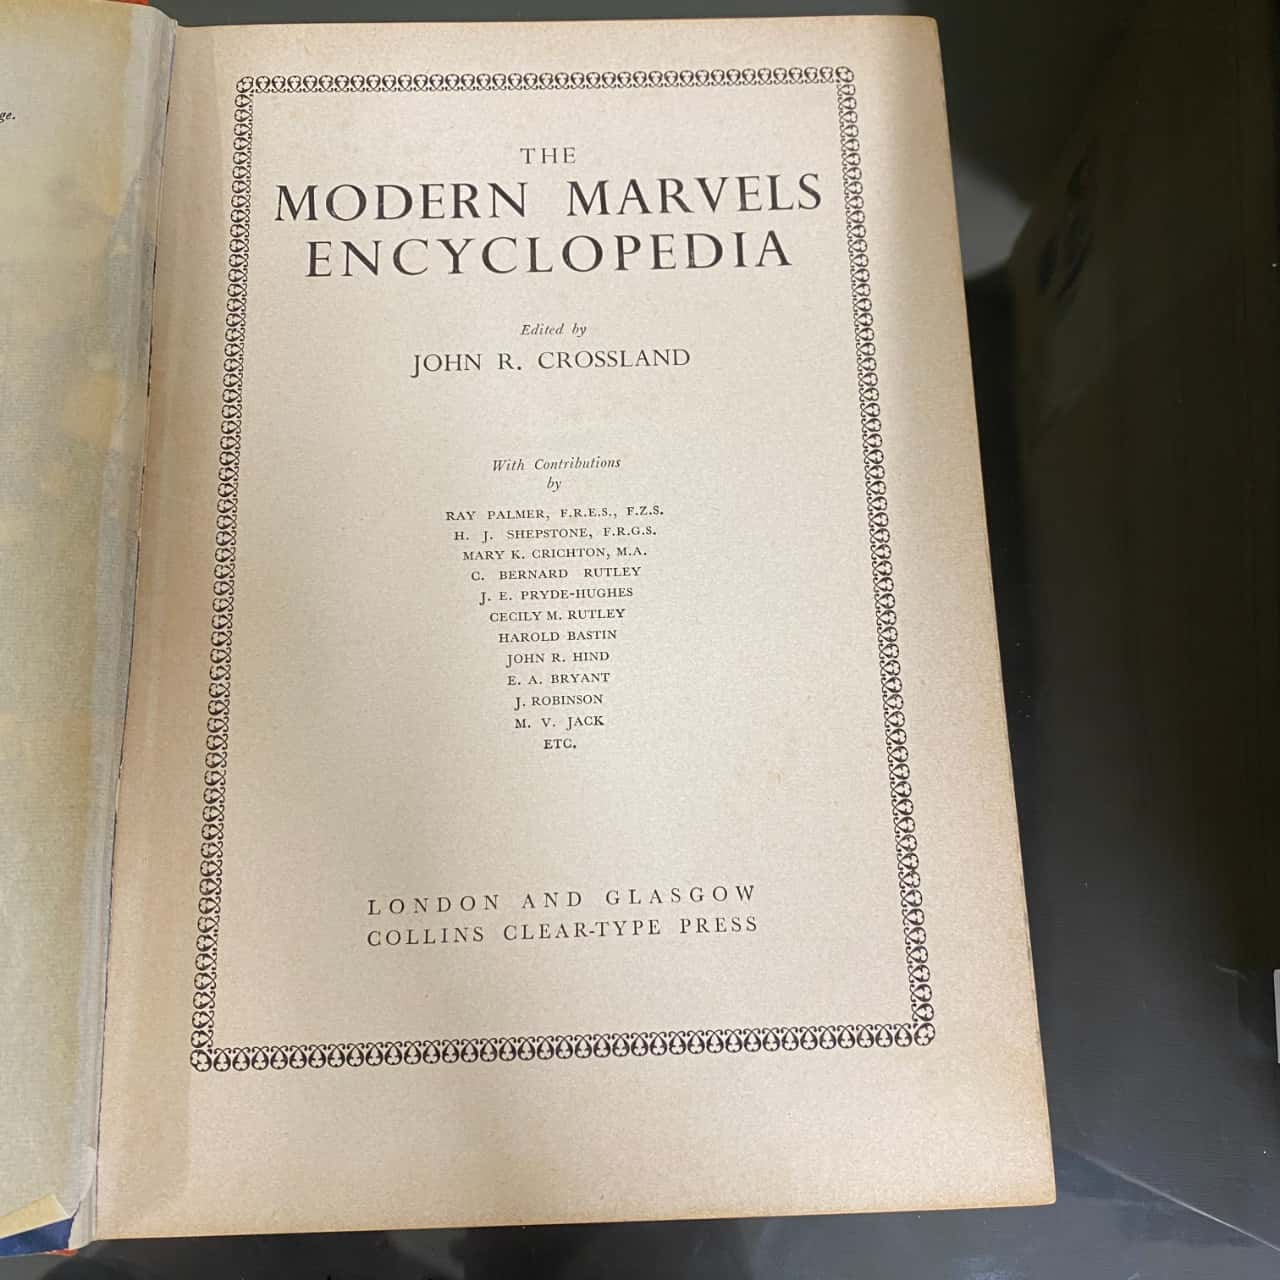 ge.
THE
MODERN MARVELS
ENCYCLOPEDIA
Edited by
JOHN R. CROSSLAND
With Contributions
by
RAY PALMER, F.R.E.S., F.Z.S.
H. J. SHEPSTONE, F.R.G.S.
MARY K. CRICHTON, M.A.
C. BERNARD RUTLEY
J. E. PRYDE-HUGHES
CECILY M. RUTLEY
HAROLD BASTIN
JOHN R. HIND
E. A. BRYANT
J. ROBINSON
M. V. JACK
ETC.
LONDON AND GLASGOW
COLLINS CLEAR-TYPE PRESS